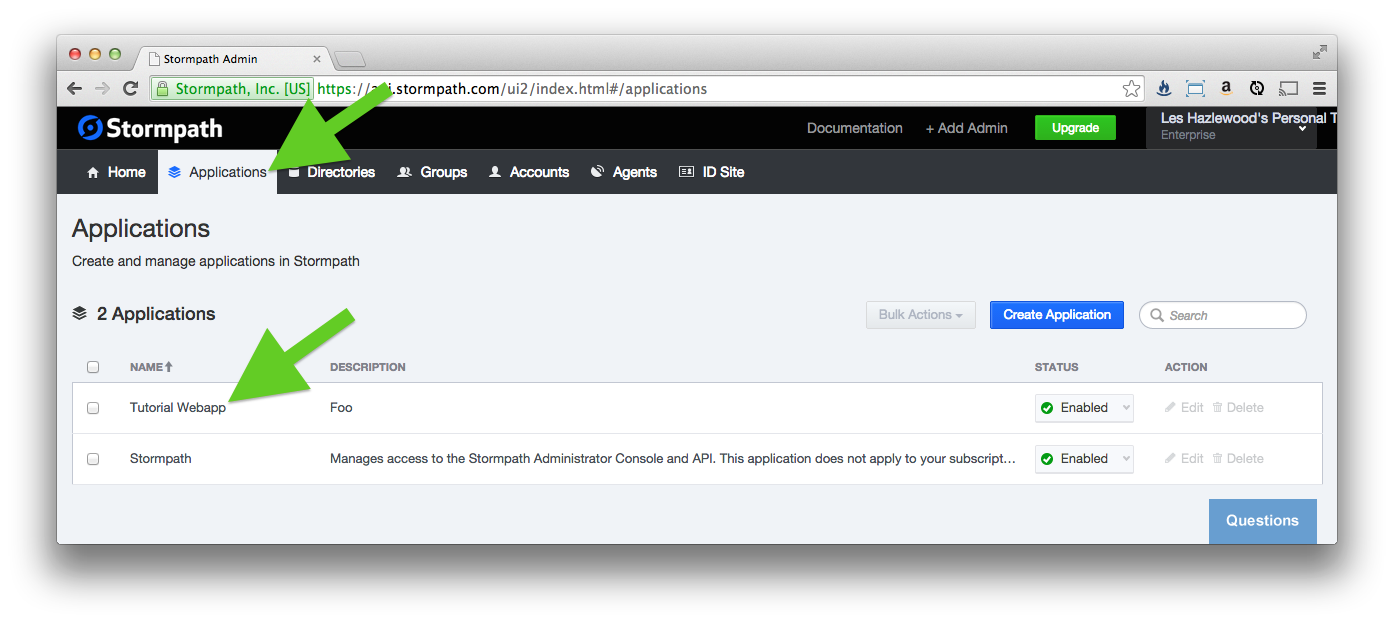 Stormpath Admin
Stormpath, Inc. [US] https://api.stormpath.com/ui2/index.html#/applications
Stormpath Documentation + Add Admin Upgrade Les Hazlewood's Personal T
Enterprise
Home Applications Directories Groups Accounts Agents ID Site
Applications
Create and manage applications in Stormpath
2 Applications Bulk Actions Create Application Search
NAME DESCRIPTION STATUS ACTION
Tutorial Webapp Foo Enabled Edit Delete
Stormpath Manages access to the Stormpath Administrator Console and API. This application does not apply to your subscript... Enabled Edit Delete
Questions